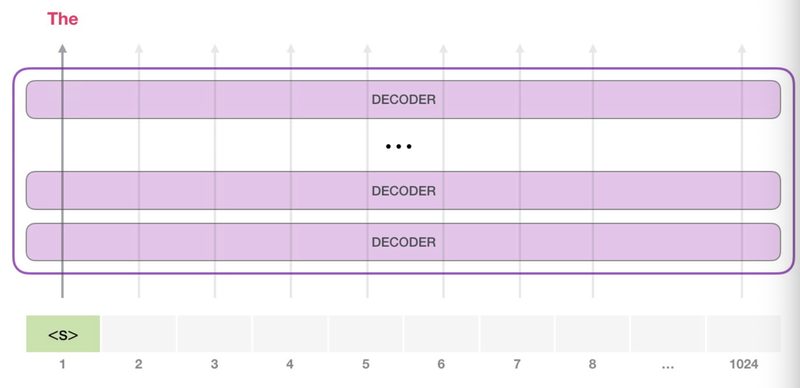 The
DECODER
...
DECODER
DECODER
<S>
1 2 3 4 5 6 7 8 ... 1024